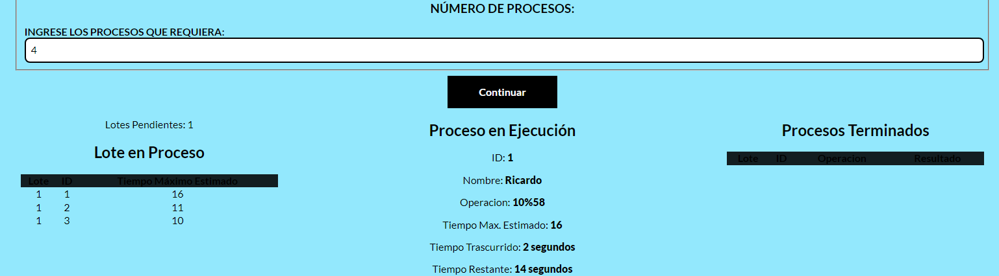 NÚMERO DE PROCESOS:
INGRESE LOS PROCESOS QUE REQUIERA:
4
Continuar
Lotes Pendientes: 1
Lote en Proceso
Lote ID Tiempo Máximo Estimado
1 1 16
1 2 11
1 3 10
Proceso en Ejecución
ID: 1
Nombre: Ricardo
Operacion: 10%58
Tiempo Max. Estimado: 16
Tiempo Trascurrido: 2 segundos
Tiempo Restante: 14 segundos
Procesos Terminados
Lote ID Operacion Resultado